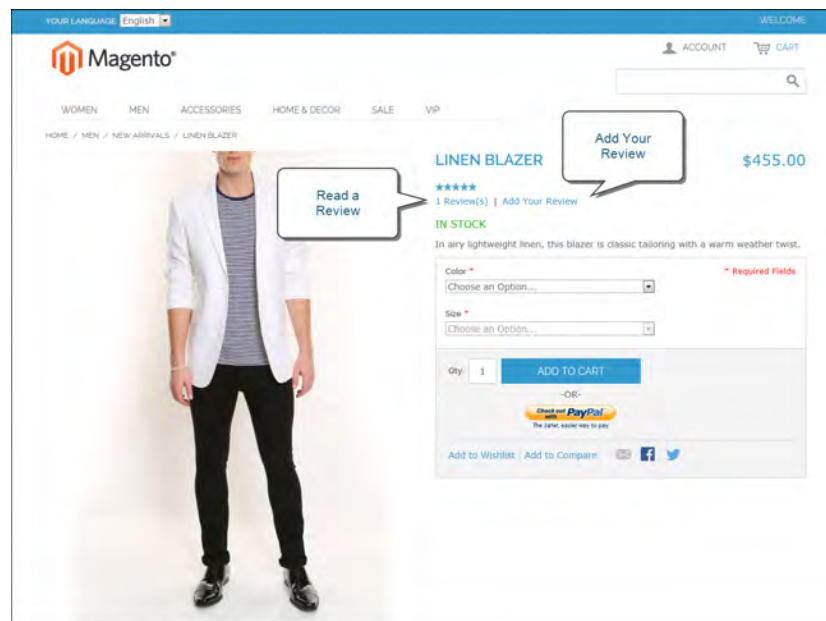 YOUR LANGUAGE English WELCOME
Magento®
ACCOUNT CART
WOMEN MEN ACCESSORIES HOME & DECOR SALE VIP
HOME / MEN / NEW ARRIVALS / LINEN BLAZER
Add Your
Review
LINEN BLAZER $455.00
Read a
Review
1 Review(s) | Add Your Review
IN STOCK
In airy lightweight linen, this blazer is classic tailoring with a warm weather twist.
Color * * Required Fields
Choose an Option...
Size *
Choose an Option...
Qty: 1 ADD TO CART
-OR-
Check out
with PayPal
The safer, easier way to pay
Add to Wishlist | Add to Compare